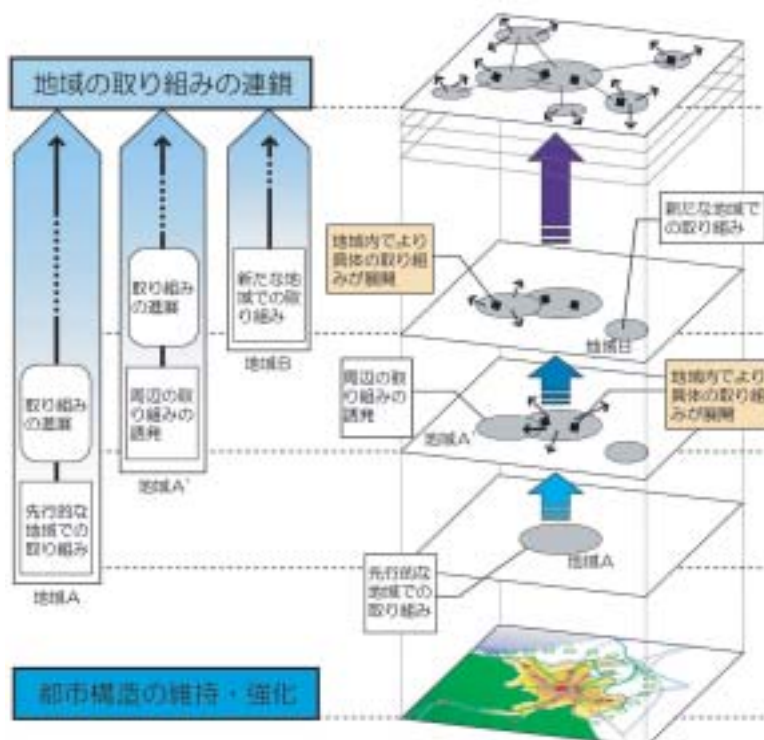 地域の取り組みの連鎖
取り組み
の進展
先行的な
地域での
取り組み
地域A
取り組み
の進展
周辺の取
り組みの
誘発
地域A'
新たな地
域での取
り組み
地域B
新たな地域で
の取り組み
地域内でより
具体の取り組
みが展開
地域B
周辺の取
り組みの
誘発
地域A'
地域内でより
具体の取り組
みが展開
地域A
先行的な
地域での
取り組み
都市構造の維持・強化